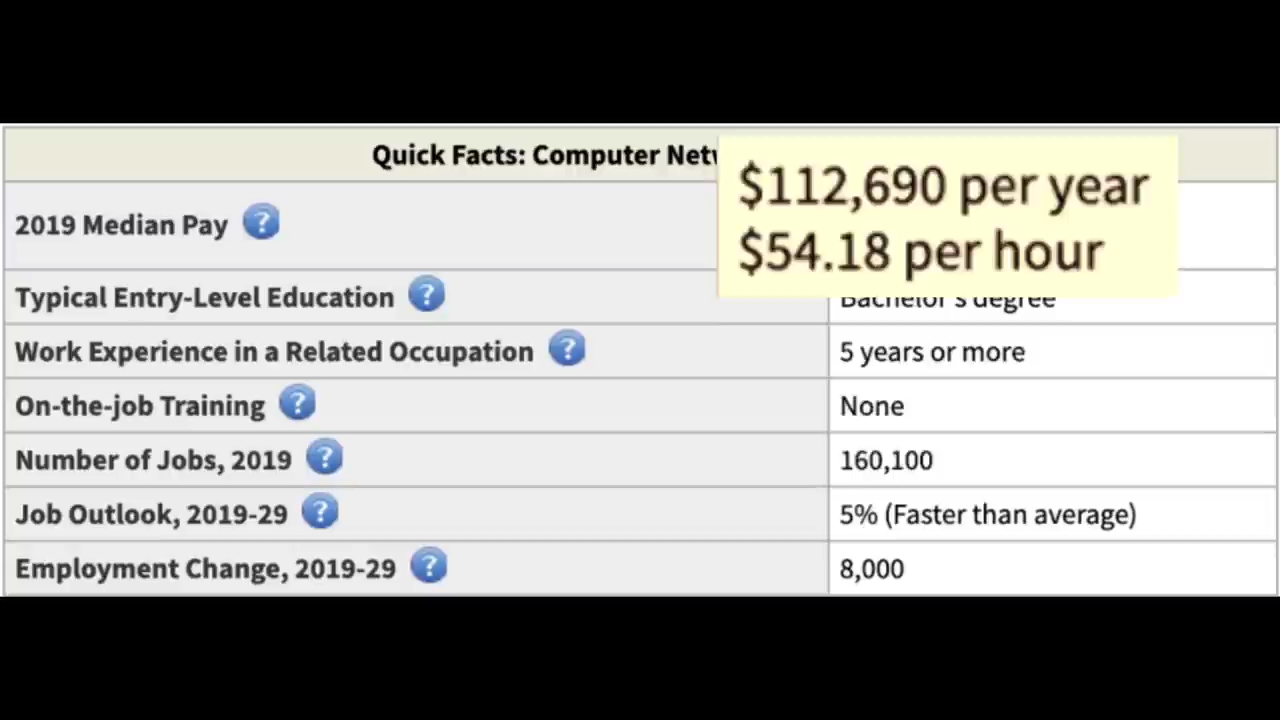 Quick Facts: Computer
$112,690 per year
$54.18 per hour
2019 Median Pay ?
Typical Entry-Level Education ?
Bachelor's degree
Work Experience in a Related Occupation ? 5 years or more
On-the-job Training ? None
Number of Jobs, 2019 ? 160,100
Job Outlook, 2019-29 ? 5% (Faster than average)
Employment Change, 2019-29 ? 8,000